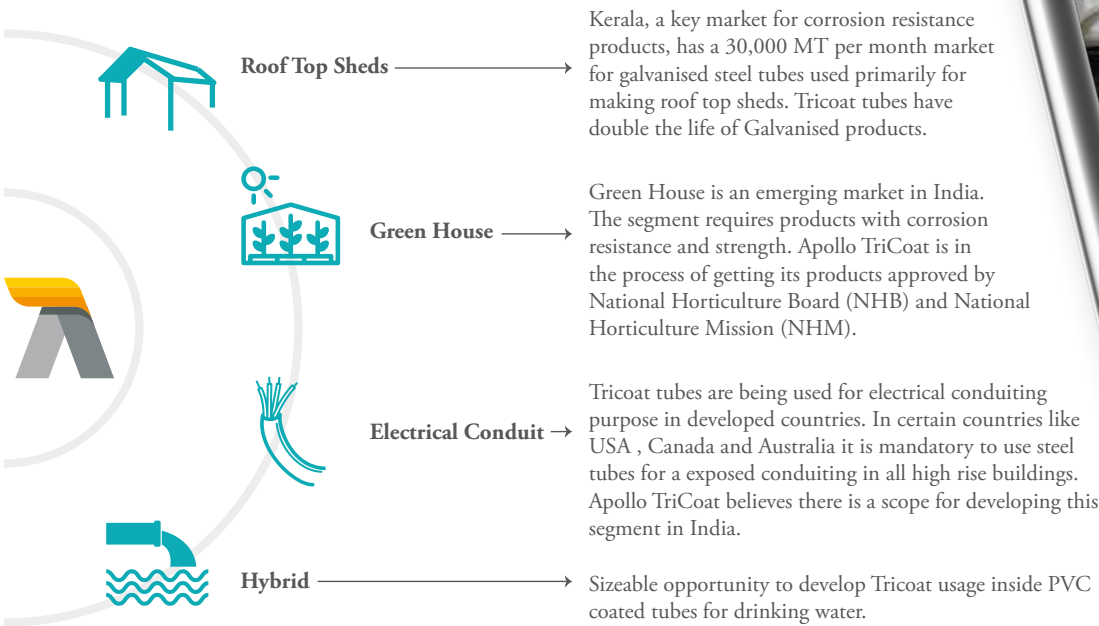 Roof Top Sheds
Kerala, a key market for corrosion resistance
products, has a 30,000 MT per month market
for galvanised steel tubes used primarily for
making roof top sheds. Tricoat tubes have
double the life of Galvanised products.
Green House
Green House is an emerging market in India.
The segment requires products with corrosion
resistance and strength. Apollo TriCoat is in
the process of getting its products approved by
National Horticulture Board (NHB) and National
Horticulture Mission (NHM).
Electrical Conduit
Tricoat tubes are being used for electrical conduiting
purpose in developed countries. In certain countries like
USA , Canada and Australia it is mandatory to use steel
tubes for a exposed conduiting in all high rise buildings.
Apollo TriCoat believes there is a scope for developing this
segment in India.
Hybrid
Sizeable opportunity to develop Tricoat usage inside PVC
coated tubes for drinking water.